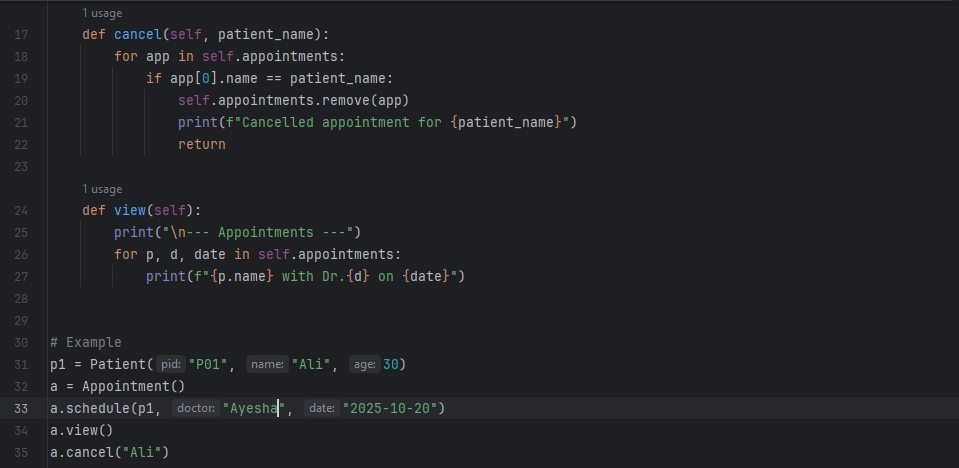 1 usage
17 def cancel(self, patient_name):
18 for app in self.appointments:
19 if app[0].name == patient_name:
20 self.appointments.remove(app)
21 print(f"Cancelled appointment for {patient_name}")
22 return
23
1 usage
24 def view(self):
25 print("\n--- Appointments ---")
26 for p, d, date in self.appointments:
27 print(f"{p.name} with Dr.{d} on {date}")
28
29
30 # Example
31 p1 = Patient( pid: "P01", name: "Ali", age: 30)
32 a = Appointment()
33 a.schedule(p1, doctor: "Ayesha", date: "2025-10-20")
34 a.view()
35 a.cancel("Ali")